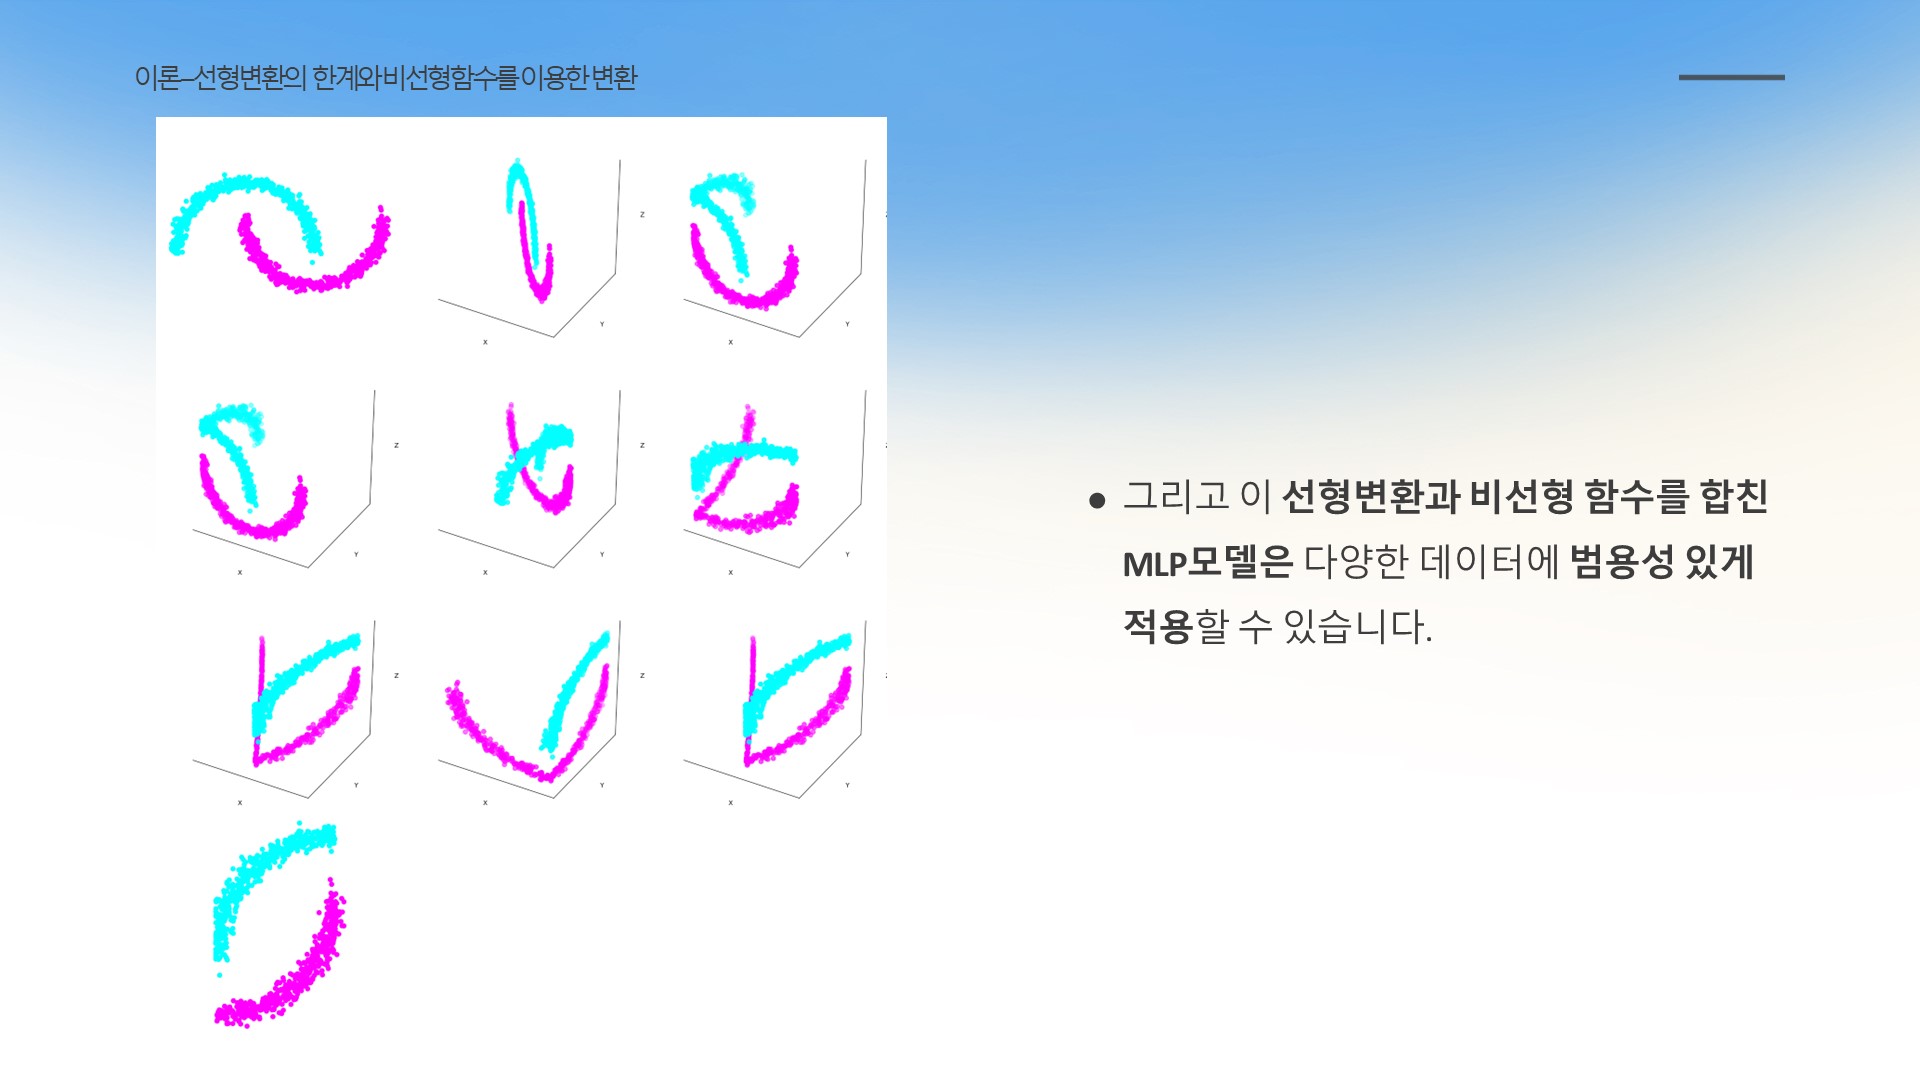 이론–선형변환의 한계와 비선형함수를 이용한 변환
Z
Y
X
Z
Y
X
Z
Y
X
Z
Y
X
Y
X
Z
Y
X
Z
Y
X
Y
X
● 그리고 이 선형변환과 비선형 함수를 합친
MLP모델은 다양한 데이터에 범용성 있게
적용할 수 있습니다.